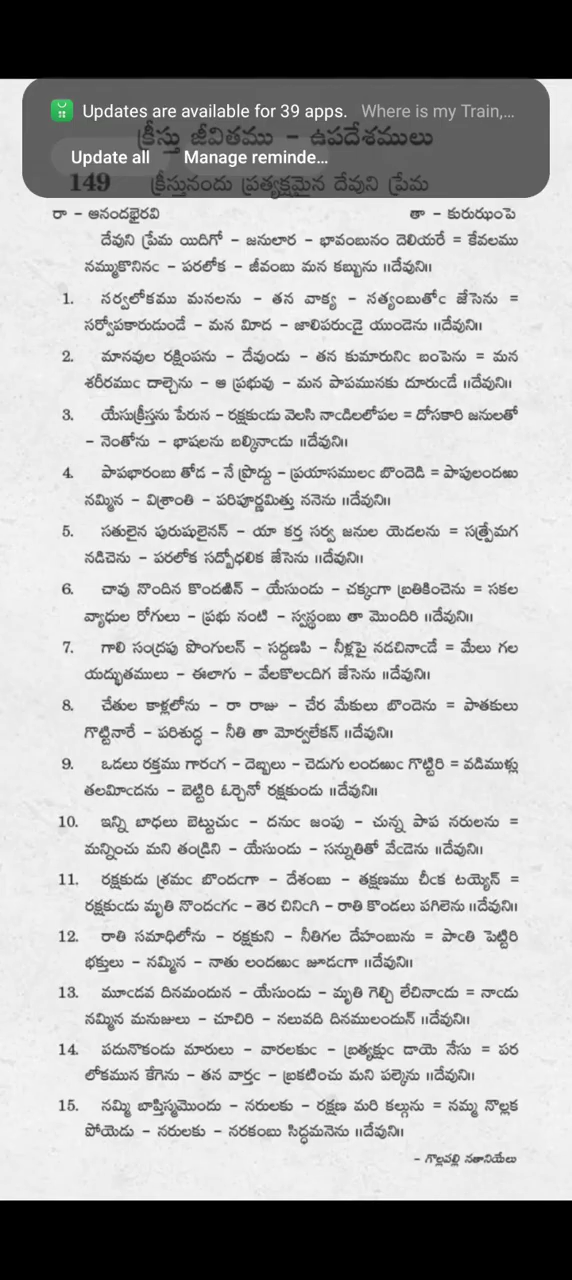 Updates are available for 39 apps. Where is my Train,...
క్రీస్తు జీవితము - ఉపదేశములు
Update all Manage reminde...
149 క్రీస్తునందు ప్రత్యక్షమైన దేవుని ప్రేమ
రా - ఆనందభైరవి తా - కురుఝంపె
దేవుని ప్రేమ యిదిగో - జనులార - భావంబునం దెలియరే = కేవలము
నమ్ముకొనినఁ - పరలోక - జీవంబు మన కబ్బును ॥దేవుని॥
1. సర్వలోకము మనలను - తన వాక్య - సత్యంబుతోఁ జేసెను =
సర్వోపకారుడుండే - మన మీద - జాలిపరుఁడై యుండెను ॥దేవుని॥
2. మానవుల రక్షింపను - దేవుండు - తన కుమారునిఁ బంపెను = మన
శరీరముఁ దాల్చెను - ఆ ప్రభువు - మన పాపమునకు దూరుఁడే ॥దేవుని॥
3. యేసుక్రీస్తను పేరున - రక్షకుఁడు వెలసి నాఁడిలలోపల = దోసకారి జనులతో
- నెంతోను - భాషలను బల్కినాఁడు ॥దేవుని॥
4. పాపభారంబు తోడ - నే ప్రొద్దు - ప్రయాసములఁ బొందెడి = పాపులందఱు
నమ్మిన - విశ్రాంతి - పరిపూర్ణమిత్తు ననెను ॥దేవుని॥
5. సతులైన పురుషులైనన్ - యా కర్త సర్వ జనుల యెడలను = సత్ప్రేమగ
నడిచెను - పరలోక సద్బోధలిక జేసెను ॥దేవుని॥
6. చావు నొందిన కొందఱిన్ - యేసుండు - చక్కఁగా బ్రతికించెను = సకల
వ్యాధుల రోగులు - ప్రభు నంటి - స్వస్థంబు తా మొందిరి ॥దేవుని॥
7. గాలి సంద్రపు పొంగులన్ - సద్దణపి - నీళ్లపై నడచినాఁడే = మేలు గల
యద్భుతములు - ఈలాగు - వేలకొలఁదిగ జేసెను ॥దేవుని॥
8. చేతుల కాళ్లలోను - రా రాజు - చేర మేకులు బొందెను = పాతకులు
గొట్టినారే - పరిశుద్ధ - నీతి తా మోర్వలేకన్ ॥దేవుని॥
9. ఒడలు రక్తము గారఁగ - దెబ్బలు - చెడుగు లందఱుఁ గొట్టిరి = వడిముళ్లు
తలమీఁదను - బెట్టిరి ఓర్చెనో రక్షకుండు ॥దేవుని॥
10. ఇన్ని బాధలు బెట్టుచుఁ - దనుఁ జంపు - చున్న పాప నరులను =
మన్నించు మని తండ్రిని - యేసుండు - సన్నుతితో వేఁడెను ॥దేవుని॥
11. రక్షకుడు శ్రమఁ బొందఁగా - దేశంబు - తక్షణము చీఁక టయ్యెన్ =
రక్షకుఁడు మృతి నొందఁగఁ - తెర చినిఁగి - రాతి కొండలు పగిలెను ॥దేవుని॥
12. రాతి సమాధిలోను - రక్షకుని - నీతిగల దేహంబును = పాఁతి పెట్టిరి
భక్తులు - నమ్మిన - నాతు లందఱుఁ జూడఁగా ॥దేవుని॥
13. మూఁడవ దినమందున - యేసుండు - మృతి గెల్చి లేచినాఁడు = నాఁడు
నమ్మిన మనుజులు - చూచిరి - నలువది దినములందున్ ॥దేవుని॥
14. పదునొకండు మారులు - వారలకుఁ - బ్రత్యక్షుఁ డాయె నేసు = పర
లోకమున కేగెను - తన వార్తఁ - బ్రకటించు మని పల్కెను ॥దేవుని॥
15. నమ్మి బాప్తిస్మమొందు - నరులకు - రక్షణ మరి కల్గును = నమ్మ నొల్లక
పోయెడు - నరులకు - నరకంబు సిద్ధమనెను ॥దేవుని॥
- గొల్లపల్లి నతానియేలు